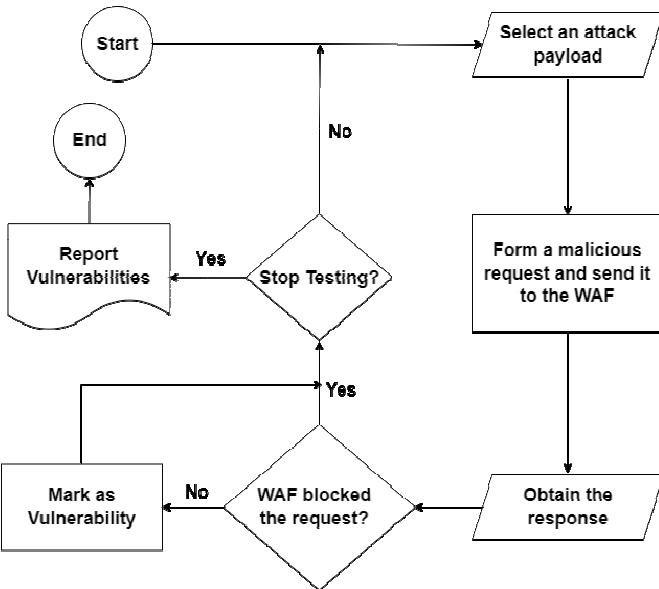 Start
Select an attack
payload
End
No
Report
Vulnerabilities
Yes
Stop Testing?
Form a malicious
request and send it
to the WAF
Yes
Mark as
Vulnerability
No
WAF blocked
the request?
Obtain the
response